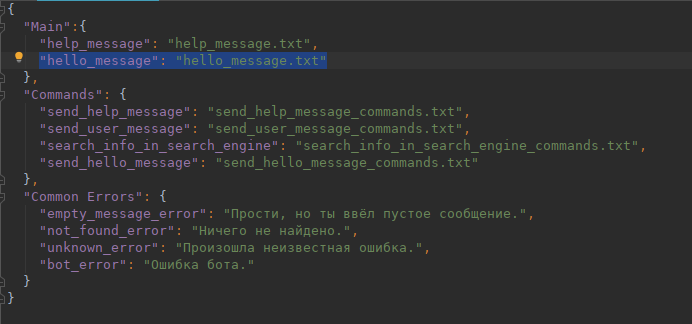 {
"Main":{
"help_message": "help_message.txt",
"hello_message": "hello_message.txt"
},
"Commands": {
"send_help_message": "send_help_message_commands.txt",
"send_user_message": "send_user_message_commands.txt",
"search_info_in_search_engine": "search_info_in_search_engine_commands.txt",
"send_hello_message": "send_hello_message_commands.txt"
},
"Common Errors": {
"empty_message_error": "Прости, но ты ввёл пустое сообщение.",
"not_found_error": "Ничего не найдено.",
"unknown_error": "Произошла неизвестная ошибка.",
"bot_error": "Ошибка бота."
}
}